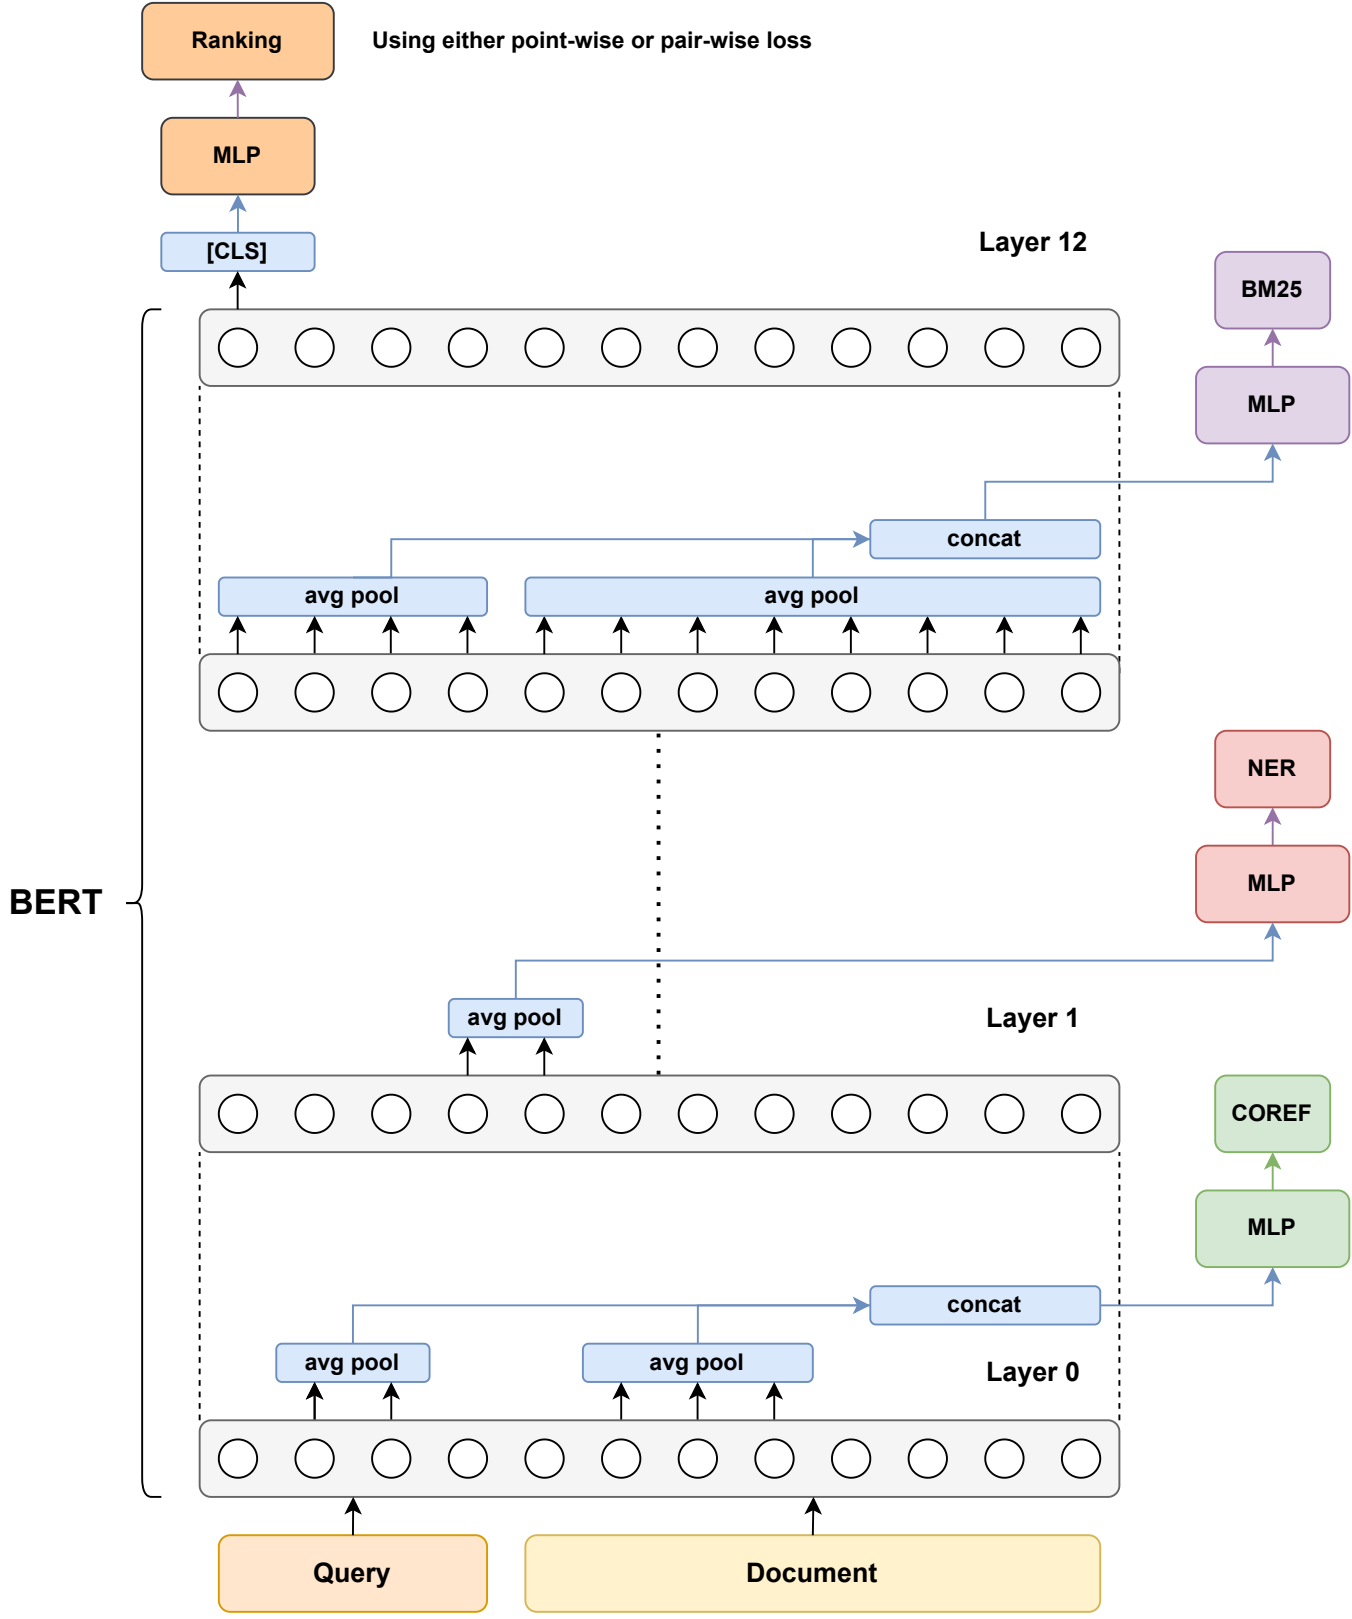 Ranking
Using either point-wise or pair-wise loss
MLP
[CLS]
Layer 12
BM25
MLP
concat
avg pool
avg pool
NER
MLP
BERT
avg pool
Layer 1
COREF
MLP
concat
avg pool
avg pool
Layer 0
Query
Document